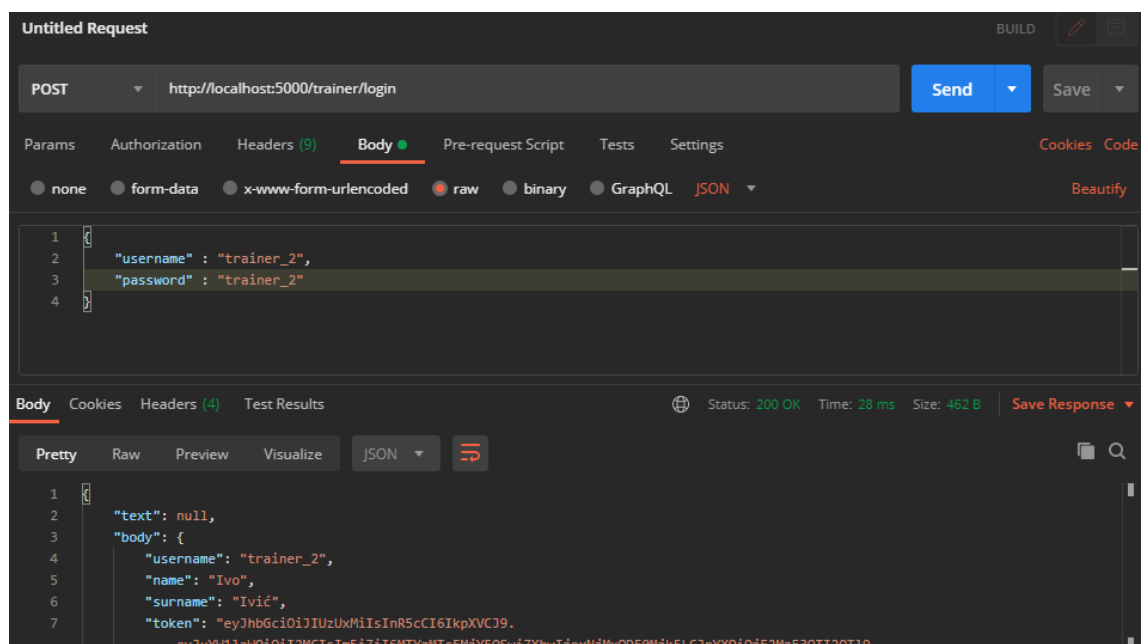 Untitled Request BUILD
POST http://localhost:5000/trainer/login Send Save
Params Authorization Headers (9) Body Pre-request Script Tests Settings Cookies Code
none form-data x-www-form-urlencoded raw binary GraphQL JSON Beautify
1 {
2 "username" : "trainer_2",
3 "password" : "trainer_2"
4 }
Body Cookies Headers (4) Test Results Status: 200 OK Time: 28 ms Size: 462 B Save Response
Pretty Raw Preview Visualize JSON
1 {
2 "text": null,
3 "body": {
4 "username": "trainer_2",
5 "name": "Ivo",
6 "surname": "Ivić",
7 "token": "eyJhbGciOiJIUzUxMiIsInR5cCI6IkpXVCJ9.